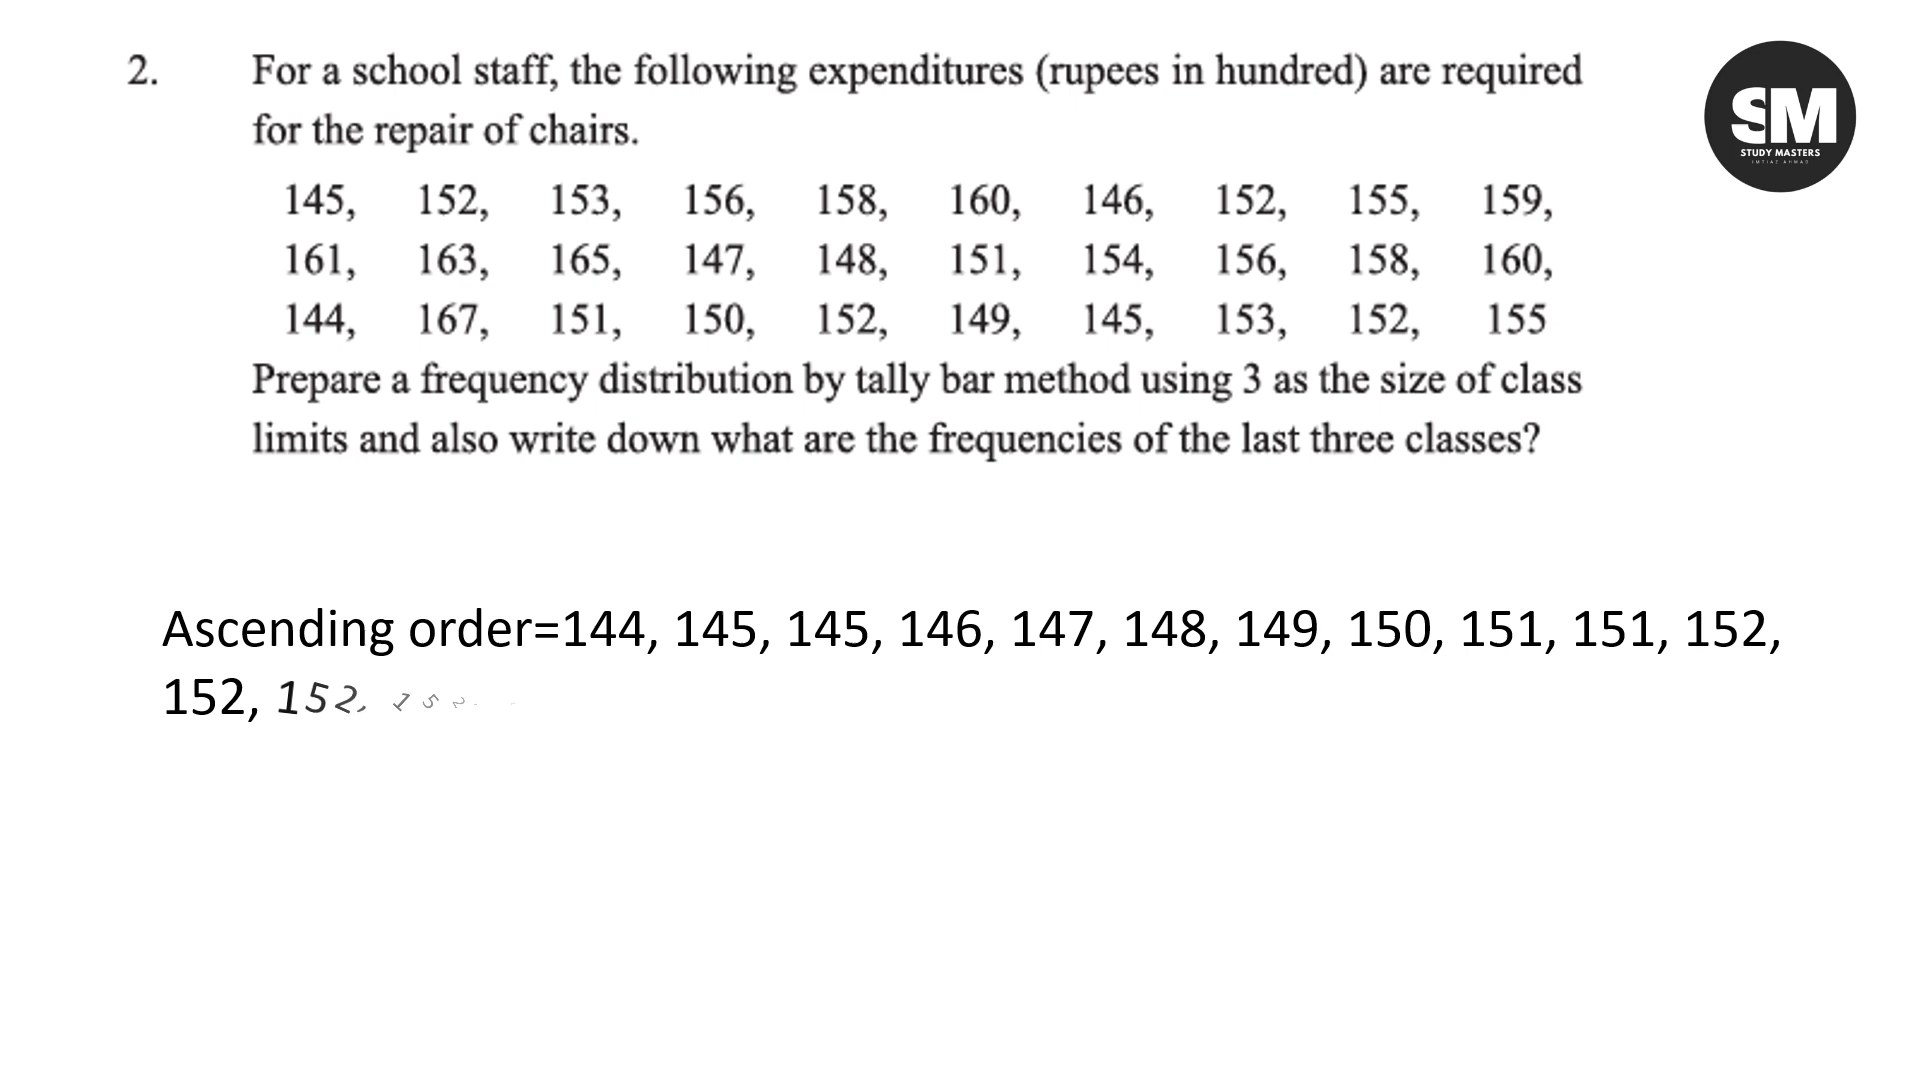 2. For a school staff, the following expenditures (rupees in hundred) are required
for the repair of chairs.
145, 152, 153, 156, 158, 160, 146, 152, 155, 159,
161, 163, 165, 147, 148, 151, 154, 156, 158, 160,
144, 167, 151, 150, 152, 149, 145, 153, 152, 155
Prepare a frequency distribution by tally bar method using 3 as the size of class
limits and also write down what are the frequencies of the last three classes?
SM
STUDY MASTERS
IMTIAZ AHMAD
Ascending order=144, 145, 145, 146, 147, 148, 149, 150, 151, 151, 152,
152, 152, 152,